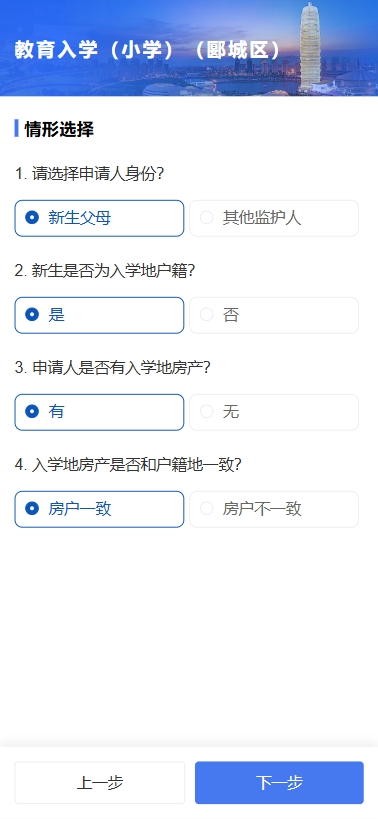 教育入学（小学）（郾城区）
情形选择
1. 请选择申请人身份?
新生父母 其他监护人
2. 新生是否为入学地户籍?
是 否
3. 申请人是否有入学地房产?
有 无
4. 入学地房产是否和户籍地一致?
房户一致 房户不一致
上一步 下一步